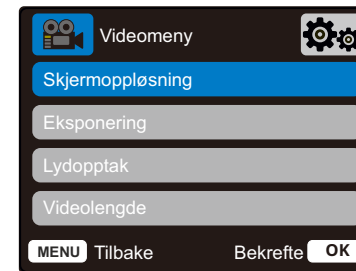 Videomeny
Skjermoppløsning
Eksponering
Lydopptak
Videolengde
MENU Tilbake Bekrefte OK